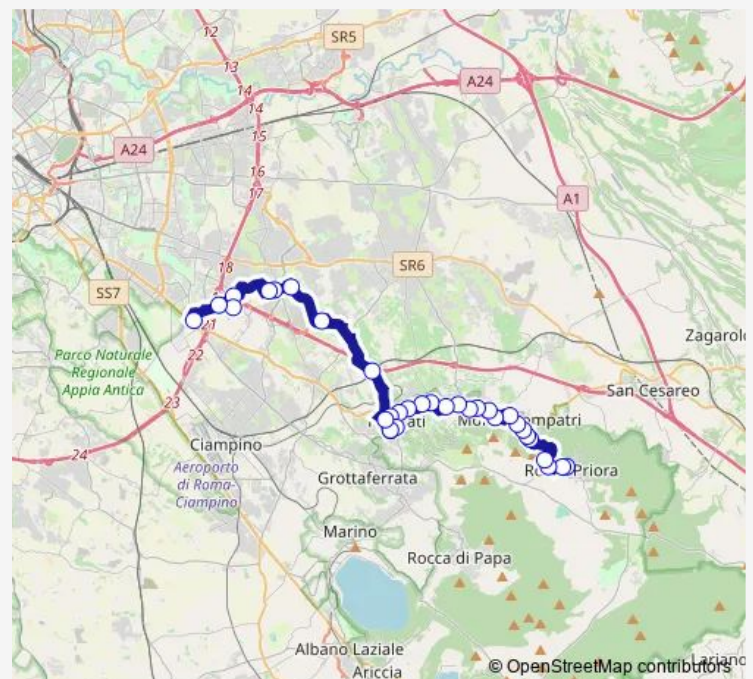 12
SR5
13
14
A24
14
A24
15
16
17
A1
18
SR6
SS7
21
22
Zagarolo
Parco Naturale
Regionale
Appia Antica
San Cesareo
23
24
Ciampino
Aeroporto
di Roma-
Ciampino
Grottaferrata
Priora
Marino
Rocca di Papa
Albano Laziale
Ariccia
© OpenStreetMap contributors